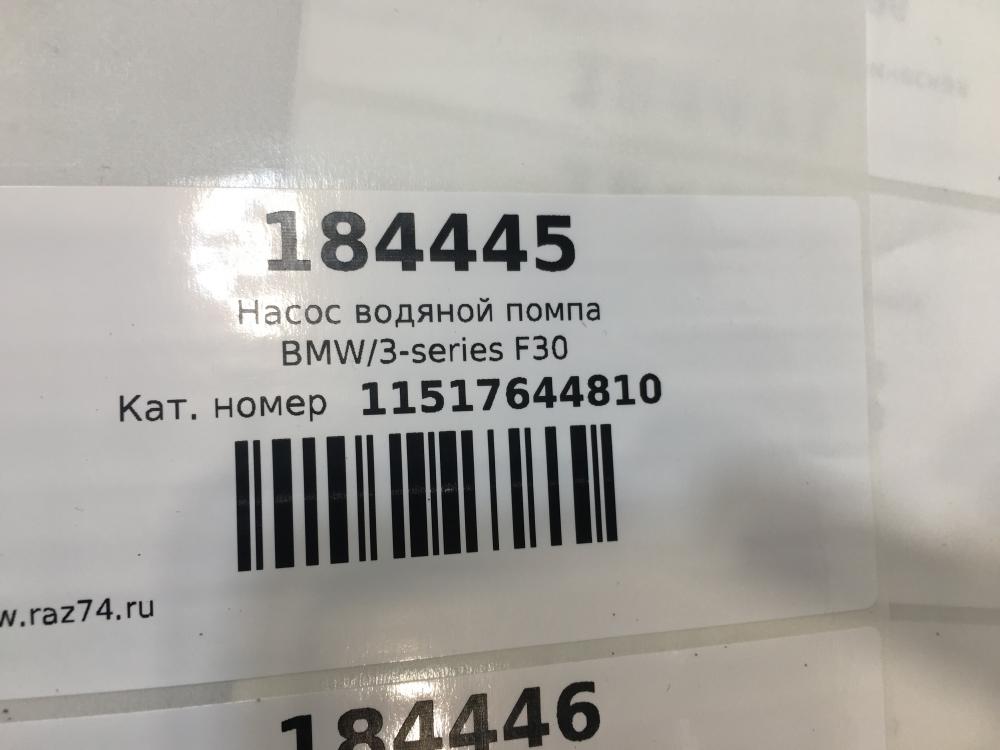 184445
Насос водяной помпа
BMW/3-series F30
Кат. номер 11517644810
w.raz74.ru
184446